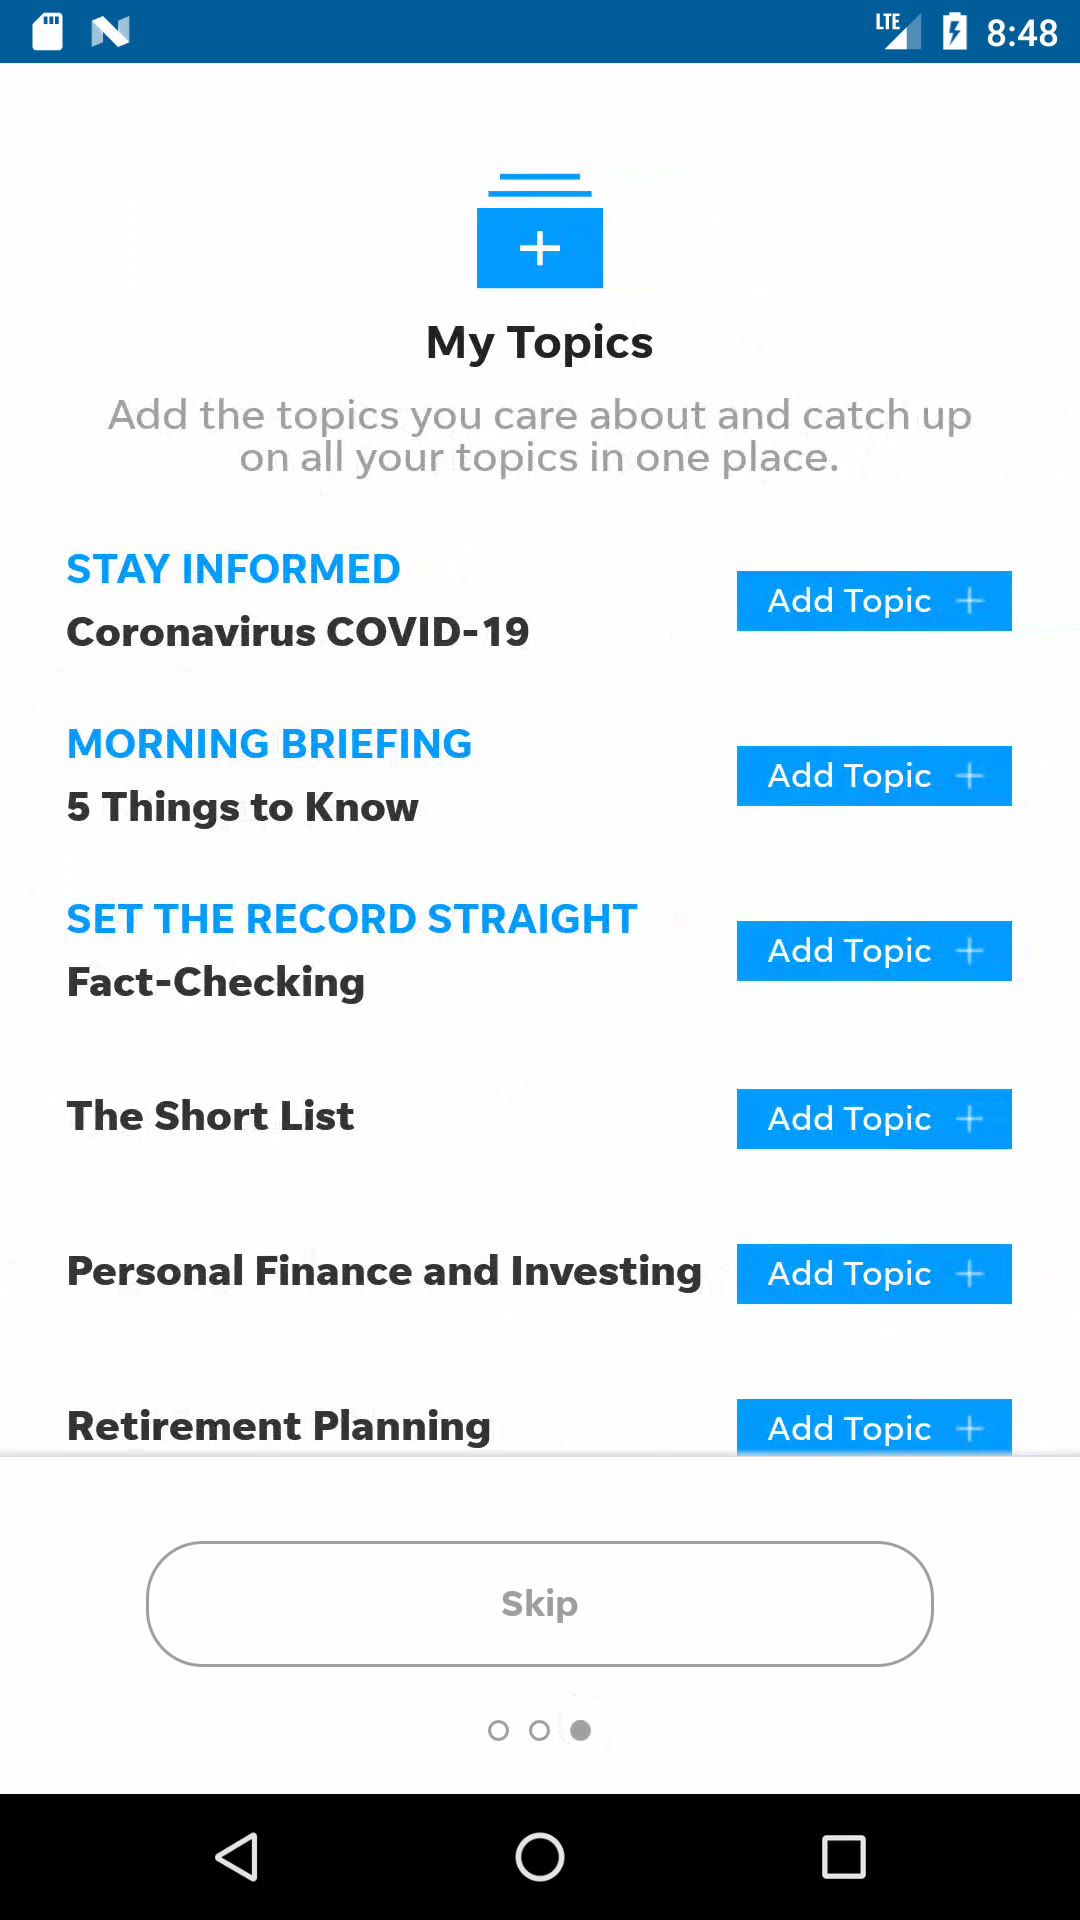 LTE 8:48
My Topics
Add the topics you care about and catch up
on all your topics in one place.
STAY INFORMED
Coronavirus COVID-19
Add Topic
MORNING BRIEFING
5 Things to Know
Add Topic
SET THE RECORD STRAIGHT
Fact-Checking
Add Topic
The Short List
Add Topic
Personal Finance and Investing
Add Topic
Retirement Planning
Add Topic
Skip